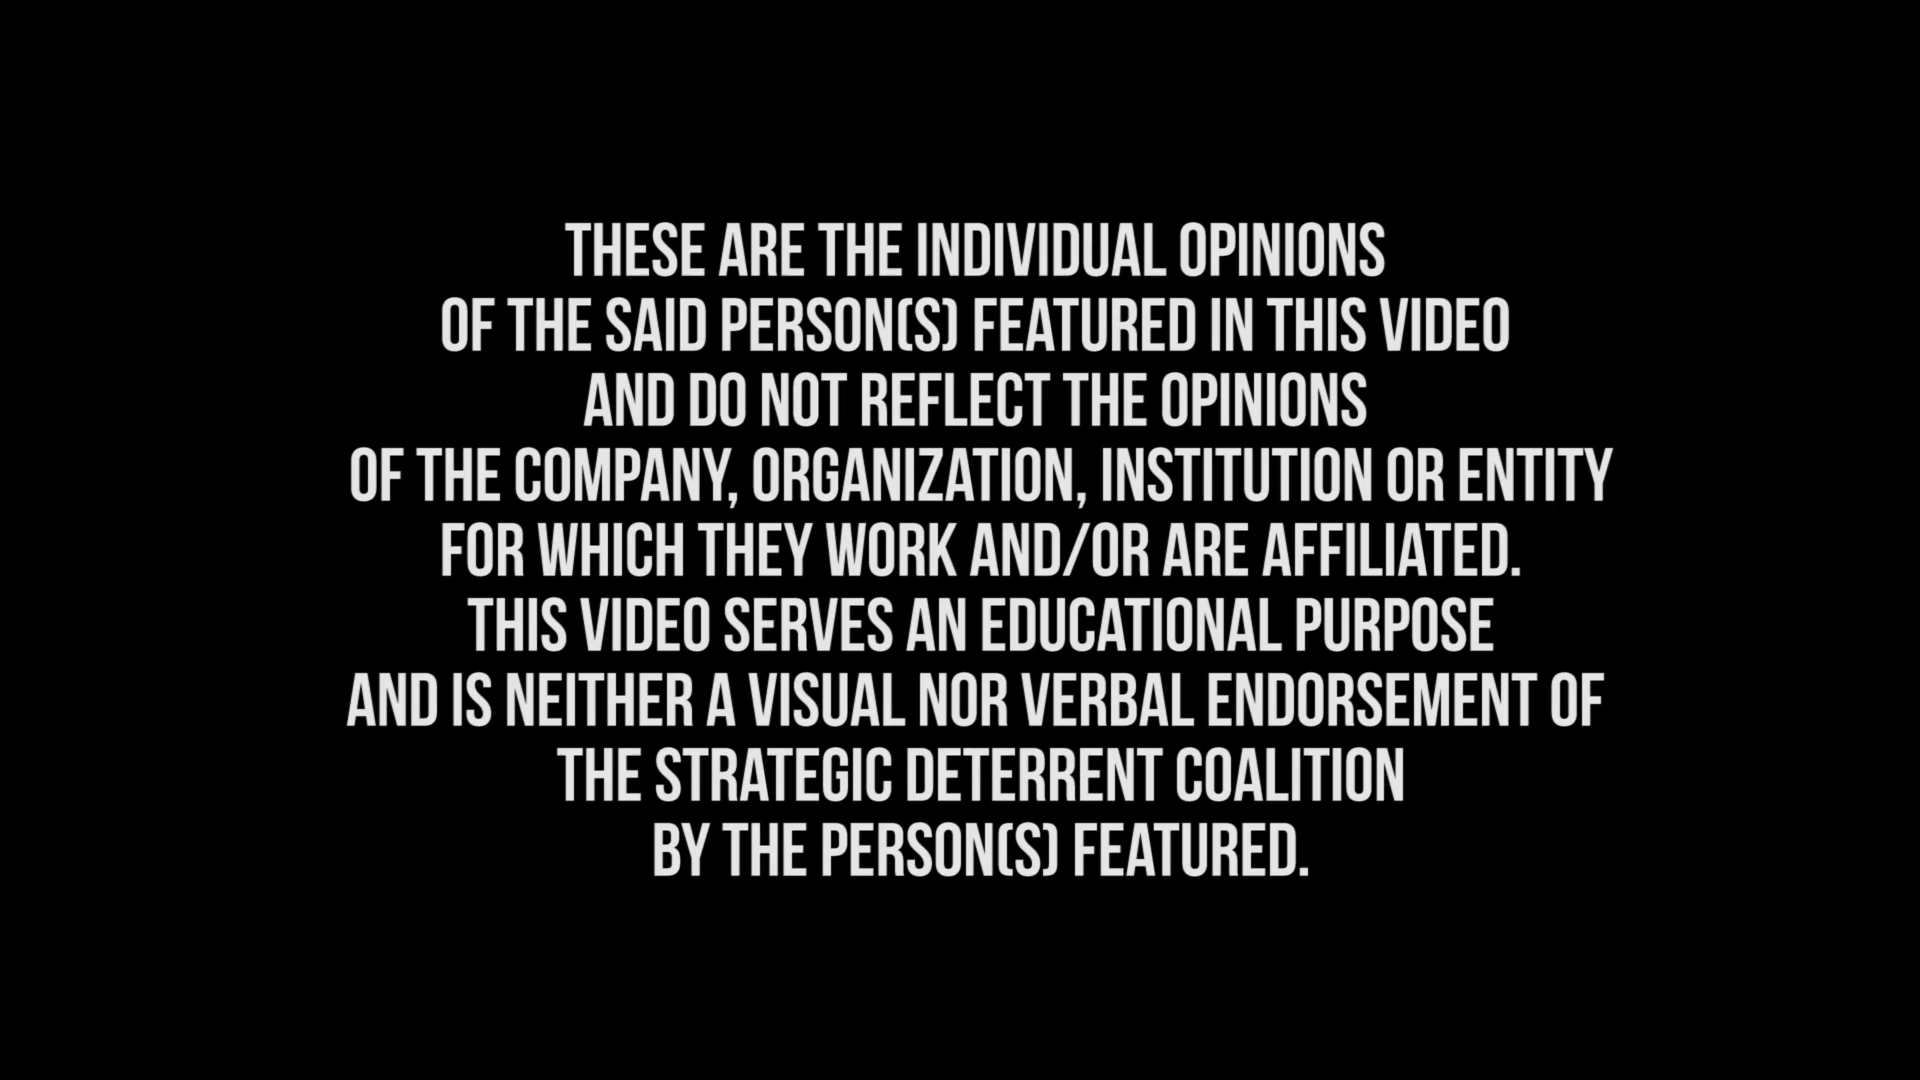 THESE ARE THE INDIVIDUAL OPINIONS
OF THE SAID PERSON(S) FEATURED IN THIS VIDEO
AND DO NOT REFLECT THE OPINIONS
OF THE COMPANY, ORGANIZATION, INSTITUTION OR ENTITY
FOR WHICH THEY WORK AND/OR ARE AFFILIATED.
THIS VIDEO SERVES AN EDUCATIONAL PURPOSE
AND IS NEITHER A VISUAL NOR VERBAL ENDORSEMENT OF
THE STRATEGIC DETERRENT COALITION
BY THE PERSON(S) FEATURED.